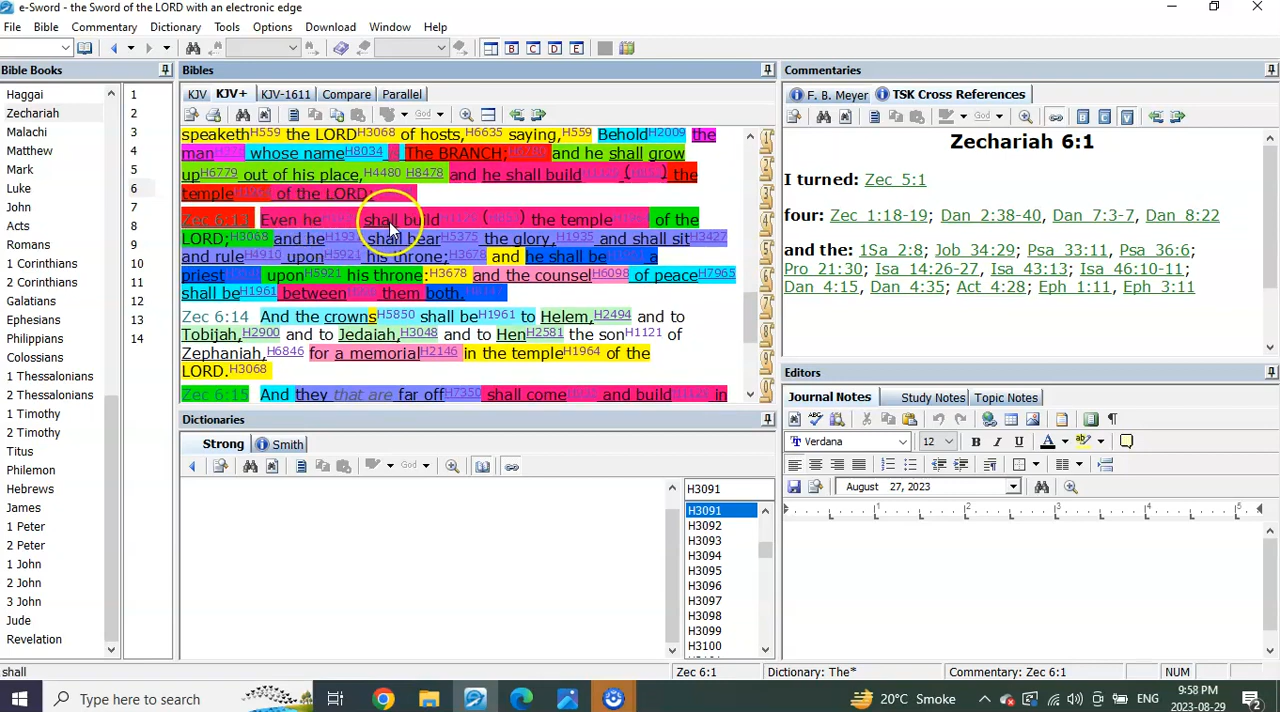 e-Sword - the Sword of the LORD with an electronic edge
File Bible Commentary Dictionary Tools Options Download Window Help
B C D E
Bible Books
Haggai
Zechariah
Malachi
Matthew
Mark
Luke
John
Acts
Romans
1 Corinthians
2 Corinthians
Galatians
Ephesians
Philippians
Colossians
1 Thessalonians
2 Thessalonians
1 Timothy
2 Timothy
Titus
Philemon
Hebrews
James
1 Peter
2 Peter
1 John
2 John
3 John
Jude
Revelation
1
2
3
4
5
6
7
8
9
10
11
12
13
14
Bibles
KJV KJV+ KJV-1611 Compare Parallel
God
speaketh H559 the LORD H3068 of hosts, H6635 saying, H559 Behold H2009 the
man whose name H8034 The BRANCH; and he shall grow
up H6779 out of his place, H4480 H8478 and he shall build the
temple of the LORD:
Zec 6:13 Even he shall build the temple of the
LORD; H3068 and he shall bear H5375 the glory, H1935 and shall sit H3427
and rule H4910 upon H5921 his throne; H3678 and he shall be H1961 a
priest upon H5921 his throne: H3678 and the counsel H6098 of peace H7965
shall be H1961 between them both.
Zec 6:14 And the crowns H5850 shall be H1961 to Helem, H2494 and to
Tobijah, H2900 and to Jedaiah, H3048 and to Hen H2581 the son H1121 of
Zephaniah, H6846 for a memorial H2146 in the temple H1964 of the
LORD. H3068
Zec 6:15 And they that are far off H7350 shall come and build in
Dictionaries
Strong Smith
God
H3091
H3091
H3092
H3093
H3094
H3095
H3096
H3097
H3098
H3099
H3100
Commentaries
F. B. Meyer TSK Cross References
B C V
Zechariah 6:1
I turned: Zec 5:1
four: Zec 1:18-19; Dan 2:38-40, Dan 7:3-7, Dan 8:22
and the: 1Sa 2:8; Job 34:29; Psa 33:11, Psa 36:6;
Pro 21:30; Isa 14:26-27, Isa 43:13; Isa 46:10-11;
Dan 4:15, Dan 4:35; Act 4:28; Eph 1:11, Eph 3:11
Editors
Journal Notes Study Notes Topic Notes
Verdana 12 B I U A
August 27, 2023
1 2 3 4 5
shall Zec 6:1 Dictionary: The* Commentary: Zec 6:1 NUM
Type here to search 20°C Smoke ENG 9:58 PM
2023-08-29
2